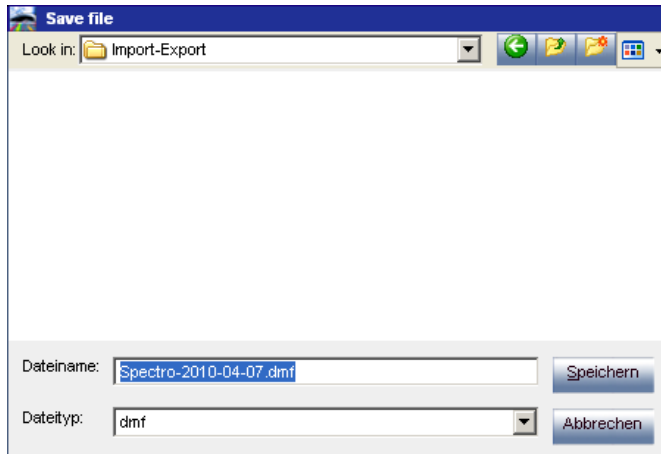 Save file
Look in: Import-Export
Dateiname: Spectro-2010-04-07.dmf Speichern
Dateityp: dmf Abbrechen